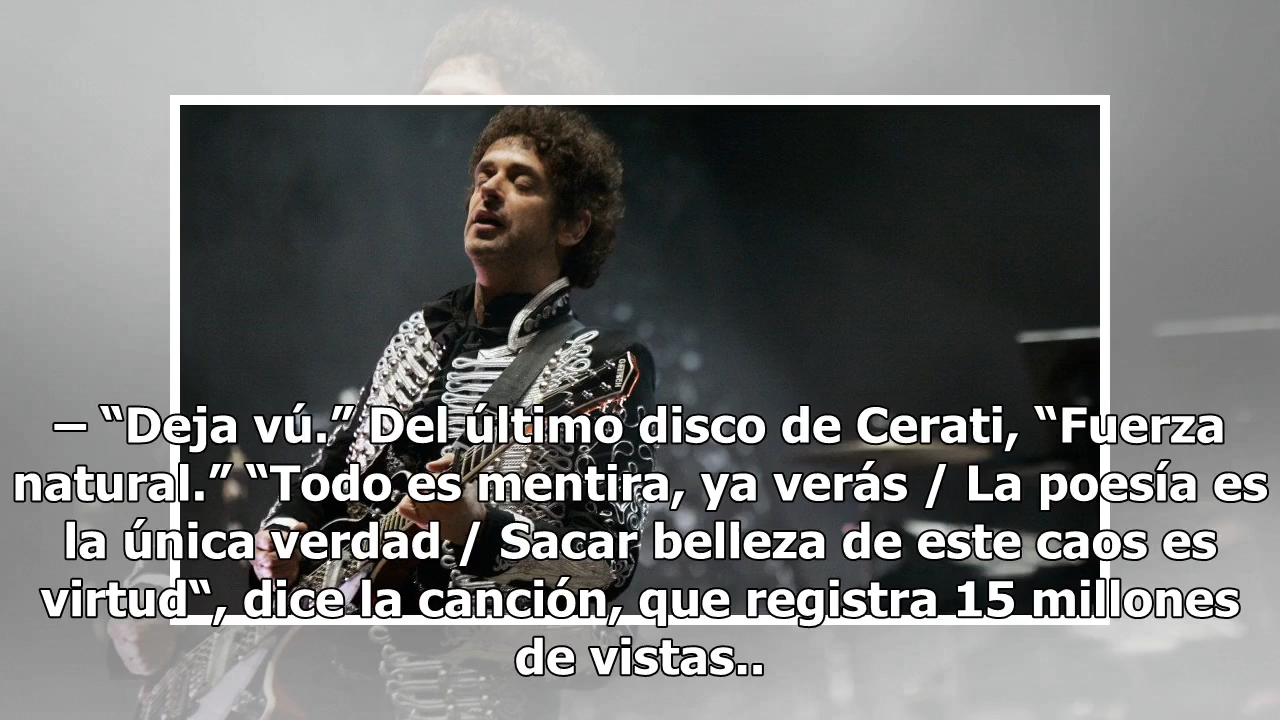 – “Deja vú.” Del último disco de Cerati, “Fuerza
natural.” “Todo es mentira, ya verás / La poesía es
la única verdad / Sacar belleza de este caos es
virtud“, dice la canción, que registra 15 millones
de vistas..